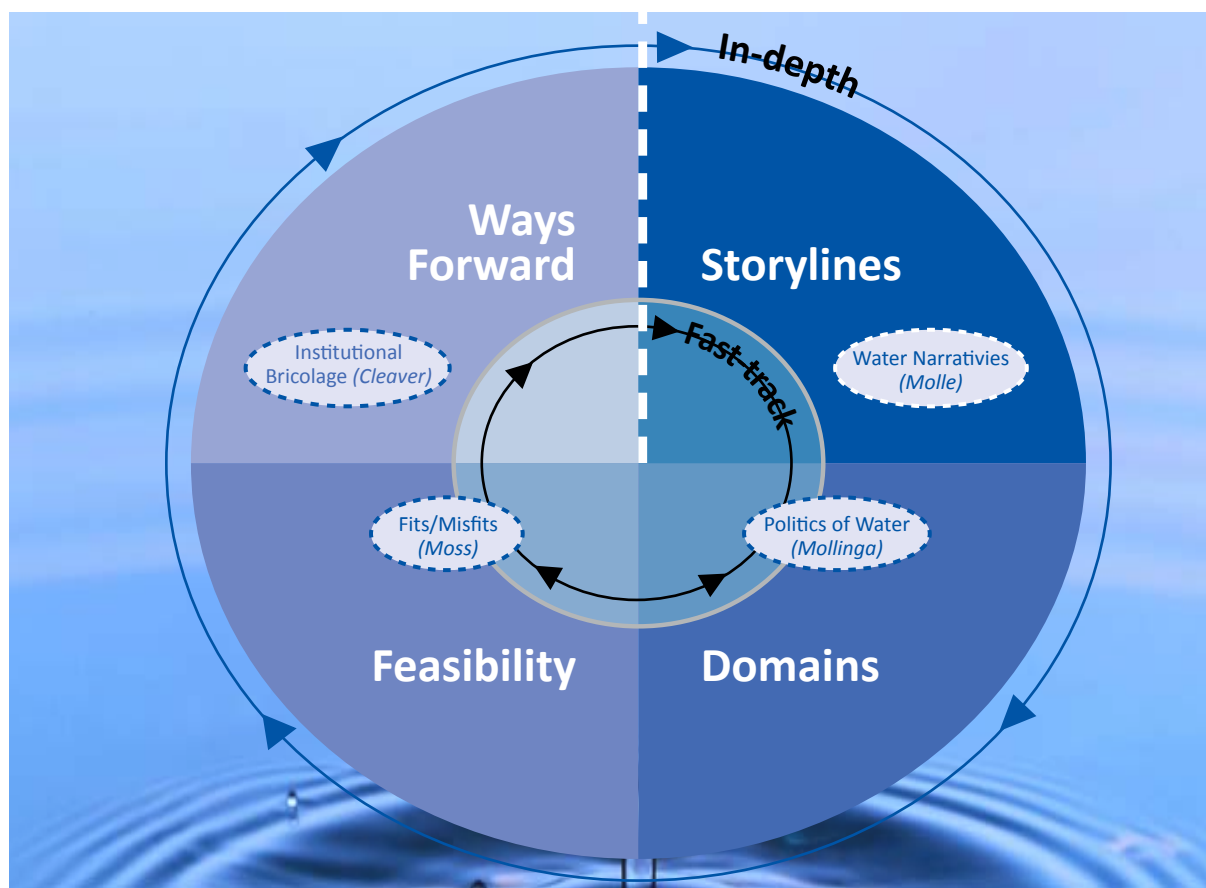 In-depth
Ways
Forward
Storylines
Fast track
Institutional
Bricolage (Cleaver)
Water Narrativies
(Molle)
Fits/Misfits
(Moss)
Politics of Water
(Mollinga)
Feasibility
Domains